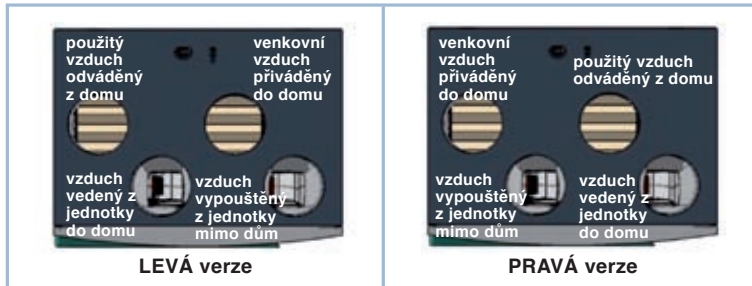 použitý
vzduch
odváděný
z domu
venkovní
vzduch
přiváděný
do domu
vzduch
vedený z
jednotky
do domu
vzduch
vypouštěný
z jednotky
mimo dům
LEVÁ verze
venkovní
vzduch
přiváděný
do domu
použitý vzduch
odváděný z domu
vzduch
vypouštěný
z jednotky
mimo dům
vzduch
vedený z
jednotky
do domu
PRAVÁ verze